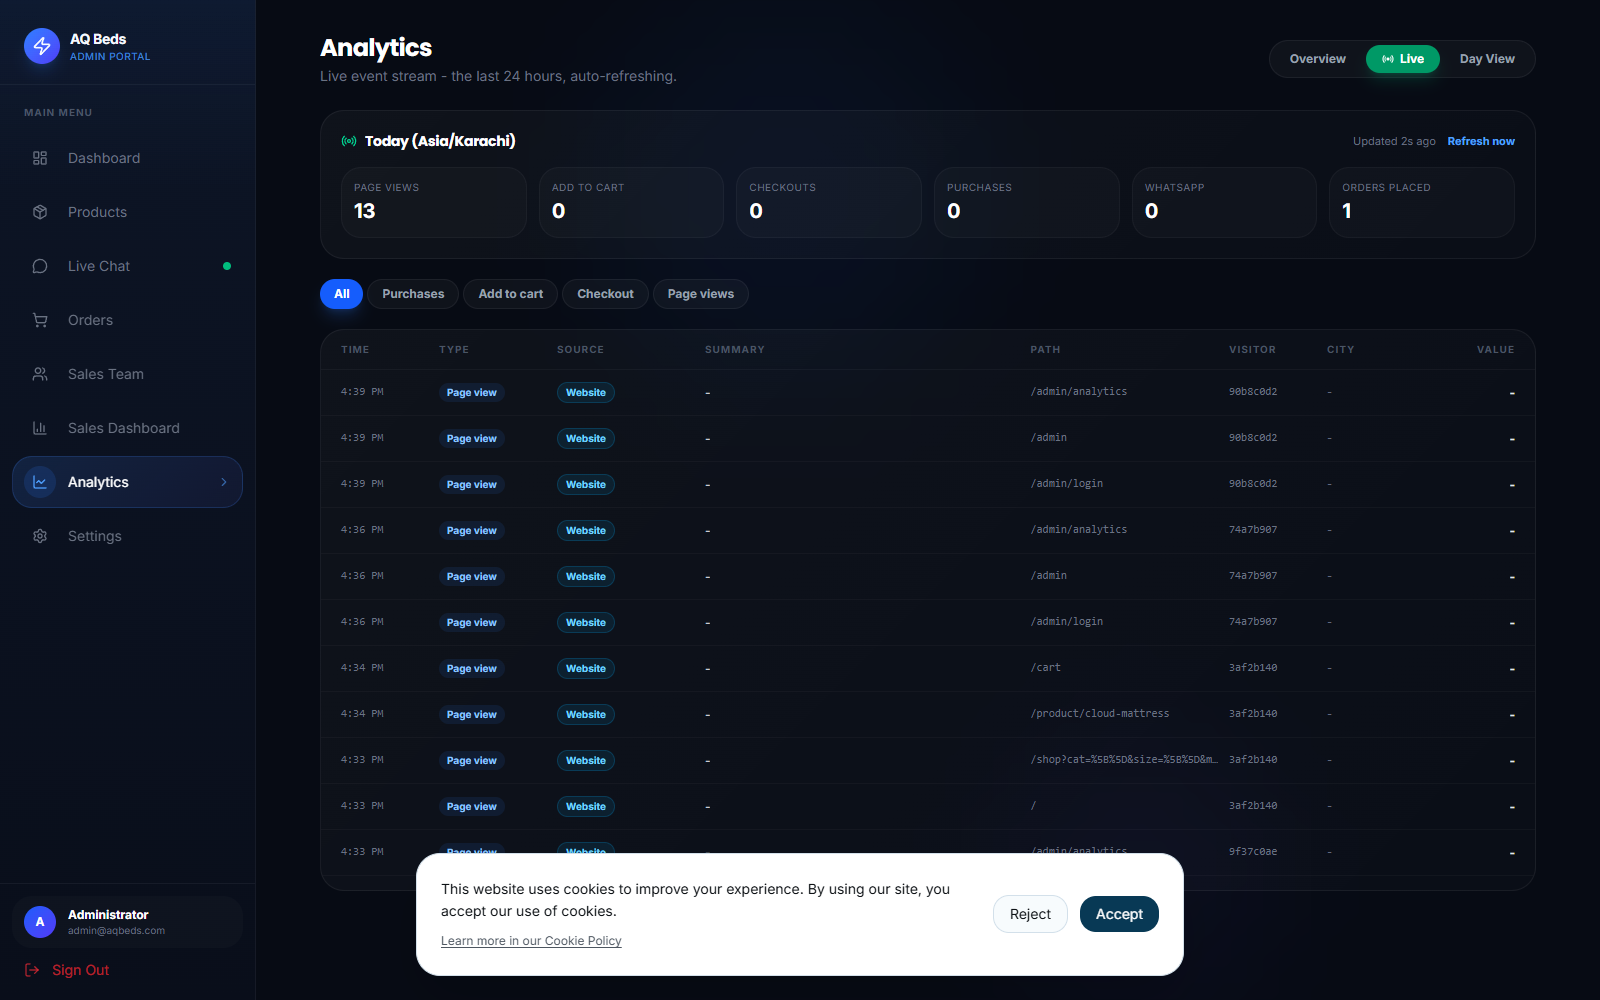 AQ Beds
ADMIN PORTAL
MAIN MENU
Dashboard
Products
Live Chat
Orders
Sales Team
Sales Dashboard
Analytics
Settings
A
Administrator
admin@aqbeds.com
Sign Out
Analytics
Live event stream - the last 24 hours, auto-refreshing.
Overview Live Day View
Today (Asia/Karachi)
Updated 2s ago Refresh now
PAGE VIEWS ADD TO CART CHECKOUTS PURCHASES WHATSAPP ORDERS PLACED
13 0 0 0 0 1
All Purchases Add to cart Checkout Page views
TIME TYPE SOURCE SUMMARY PATH VISITOR CITY VALUE
4:39 PM Page view Website - /admin/analytics 90b8c0d2 - -
4:39 PM Page view Website - /admin 90b8c0d2 - -
4:39 PM Page view Website - /admin/login 90b8c0d2 - -
4:36 PM Page view Website - /admin/analytics 74a7b907 - -
4:36 PM Page view Website - /admin 74a7b907 - -
4:36 PM Page view Website - /admin/login 74a7b907 - -
4:34 PM Page view Website - /cart 3af2b140 - -
4:34 PM Page view Website - /product/cloud-mattress 3af2b140 - -
4:33 PM Page view Website - /shop?cat=%5B%5D&size=%5B%5D&m… 3af2b140 - -
4:33 PM Page view Website - / 3af2b140 - -
4:33 PM Page view Website - /admin/analytics 9f37c0ae - -
This website uses cookies to improve your experience. By using our site, you
accept our use of cookies.
Learn more in our Cookie Policy
Reject Accept